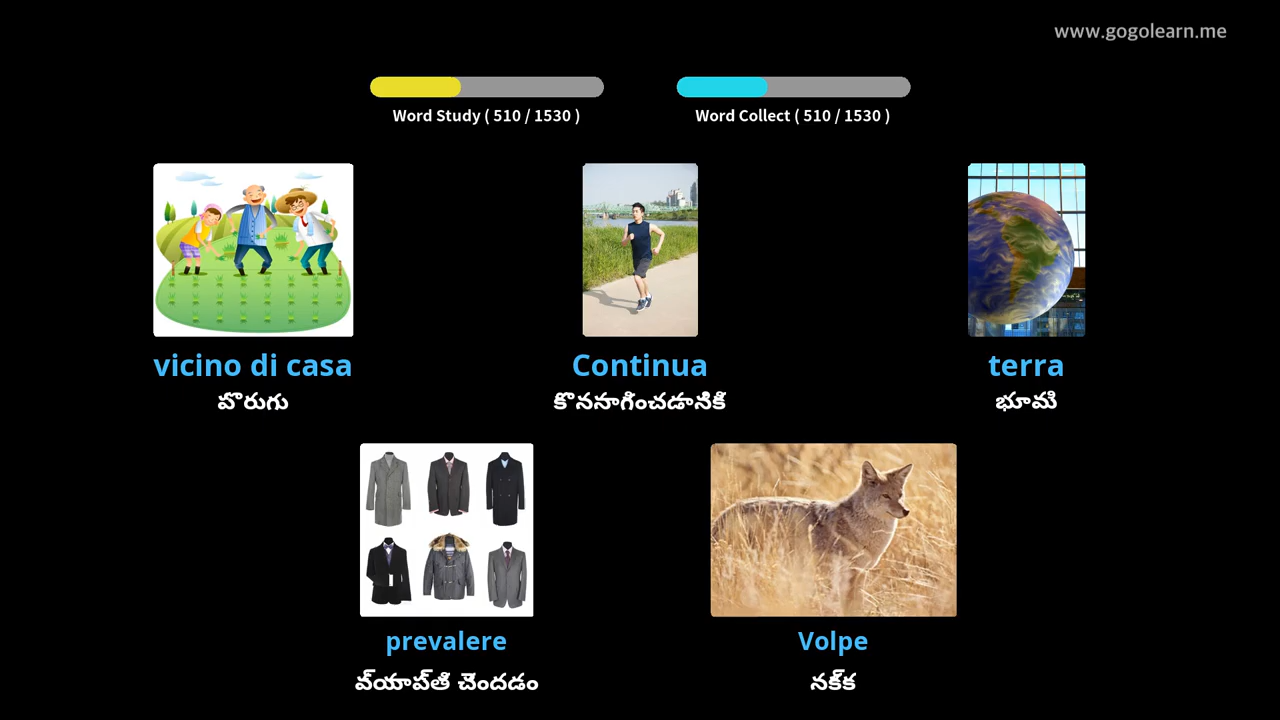 www.gogolearn.me
Word Study ( 510 / 1530 )
Word Collect ( 510 / 1530 )
vicino di casa
Continua
terra
పొరుగు
కొనసాగించడానికి
భూమి
prevalere
Volpe
వ్యాప్తి చెందడం
నక్క